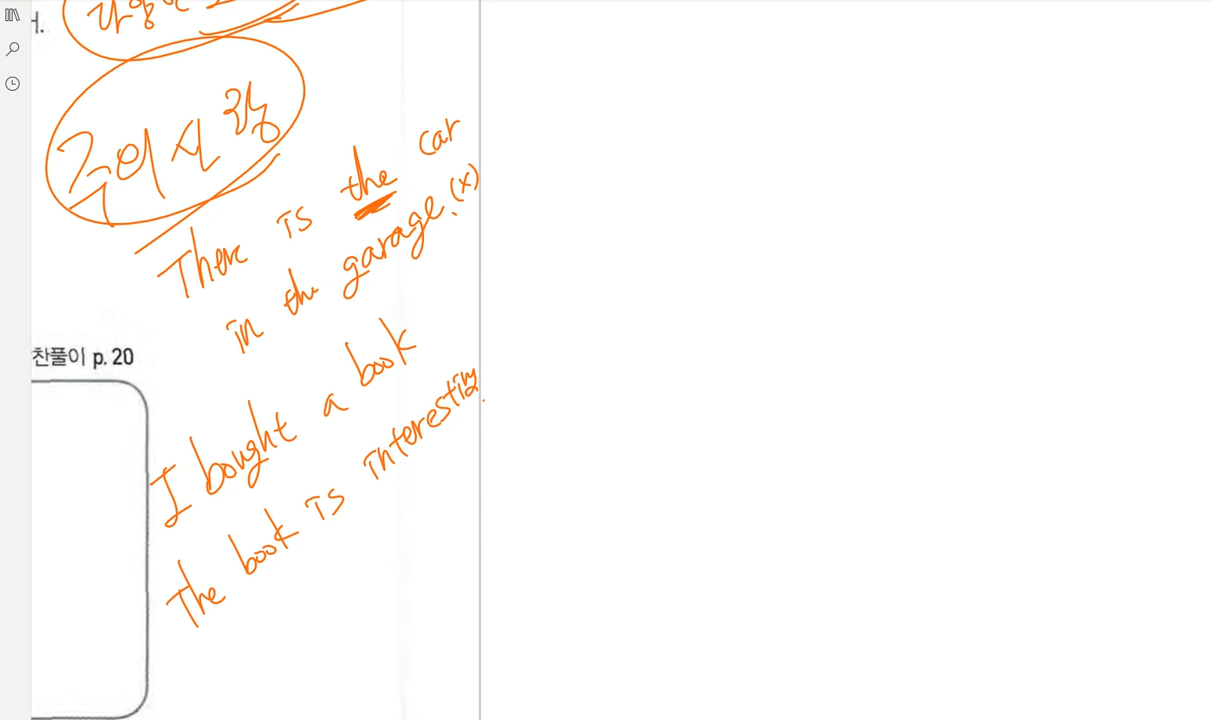 주의사항
There is the car
in the garage. (x)
찬풀이 p. 20
I bought a book
The book is interesting.